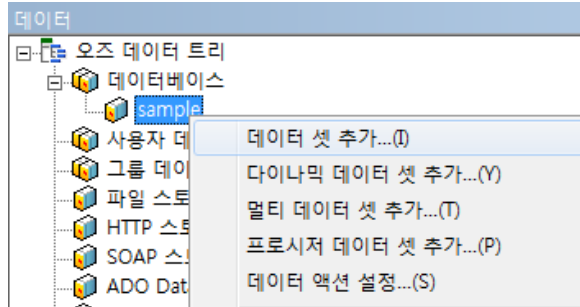 데이터
오즈 데이터 트리
데이터베이스
sample
사용자 데
그룹 데이
파일 스토
HTTP 스
SOAP 스
ADO Dat
데이터 셋 추가...(I)
다이나믹 데이터 셋 추가...(Y)
멀티 데이터 셋 추가...(T)
프로시저 데이터 셋 추가...(P)
데이터 액션 설정...(S)